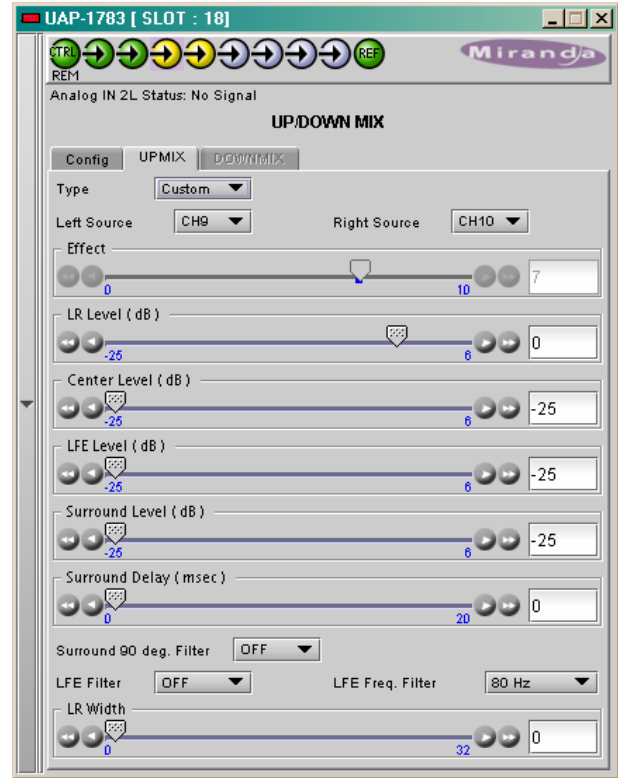 UAP-1783 [ SLOT : 18]
CTRL REF Miranda
REM
Analog IN 2L Status: No Signal
UP/DOWN MIX
Config UPMIX DOWNMIX
Type Custom
Left Source CH9 Right Source CH10
Effect
0 10 7
LR Level ( dB )
-25 6 0
Center Level ( dB )
-25 6 -25
LFE Level ( dB )
-25 6 -25
Surround Level ( dB )
-25 6 -25
Surround Delay ( msec )
0 20 0
Surround 90 deg. Filter OFF
LFE Filter OFF LFE Freq. Filter 80 Hz
LR Width
0 32 0